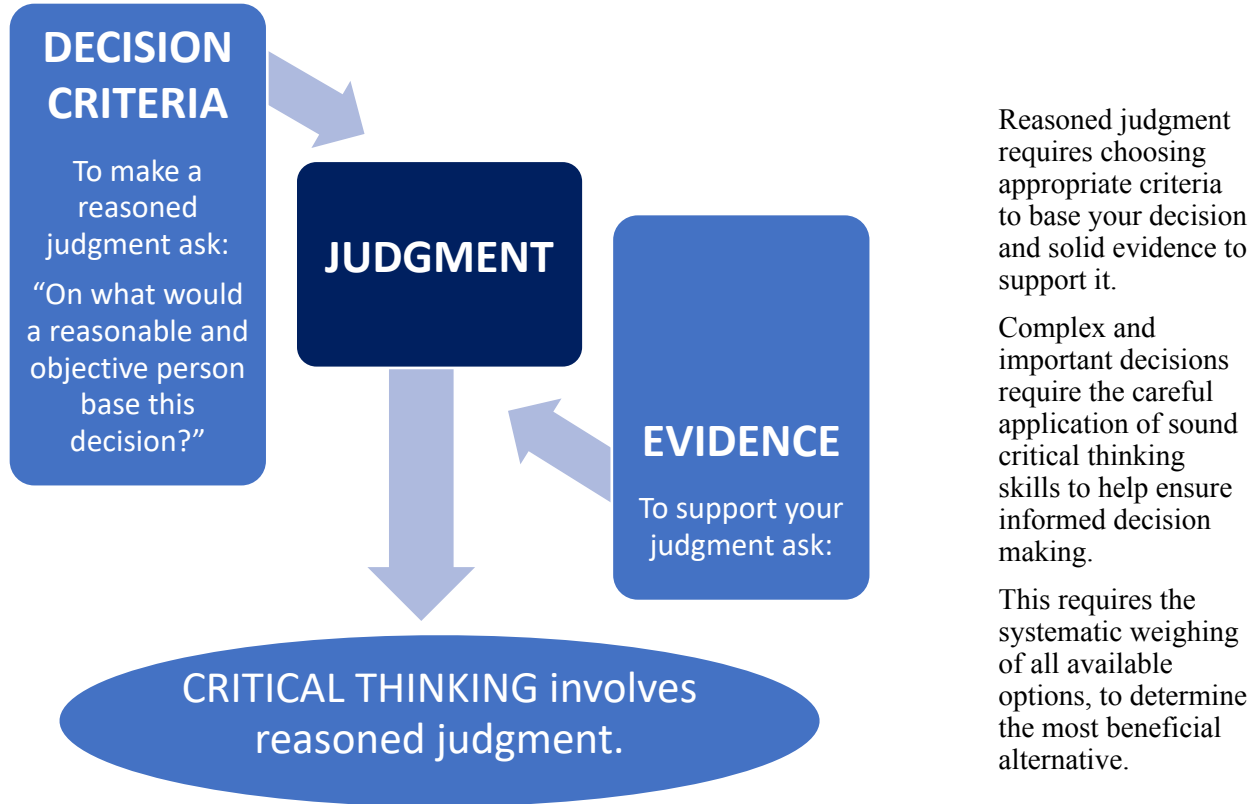 DECISION
CRITERIA
To make a
reasoned
judgment ask:
“On what would
a reasonable and
objective person
base this
decision?”
JUDGMENT
EVIDENCE
To support your
judgment ask:
CRITICAL THINKING involves
reasoned judgment.
Reasoned judgment
requires choosing
appropriate criteria
to base your decision
and solid evidence to
support it.
Complex and
important decisions
require the careful
application of sound
critical thinking
skills to help ensure
informed decision
making.
This requires the
systematic weighing
of all available
options, to determine
the most beneficial
alternative.